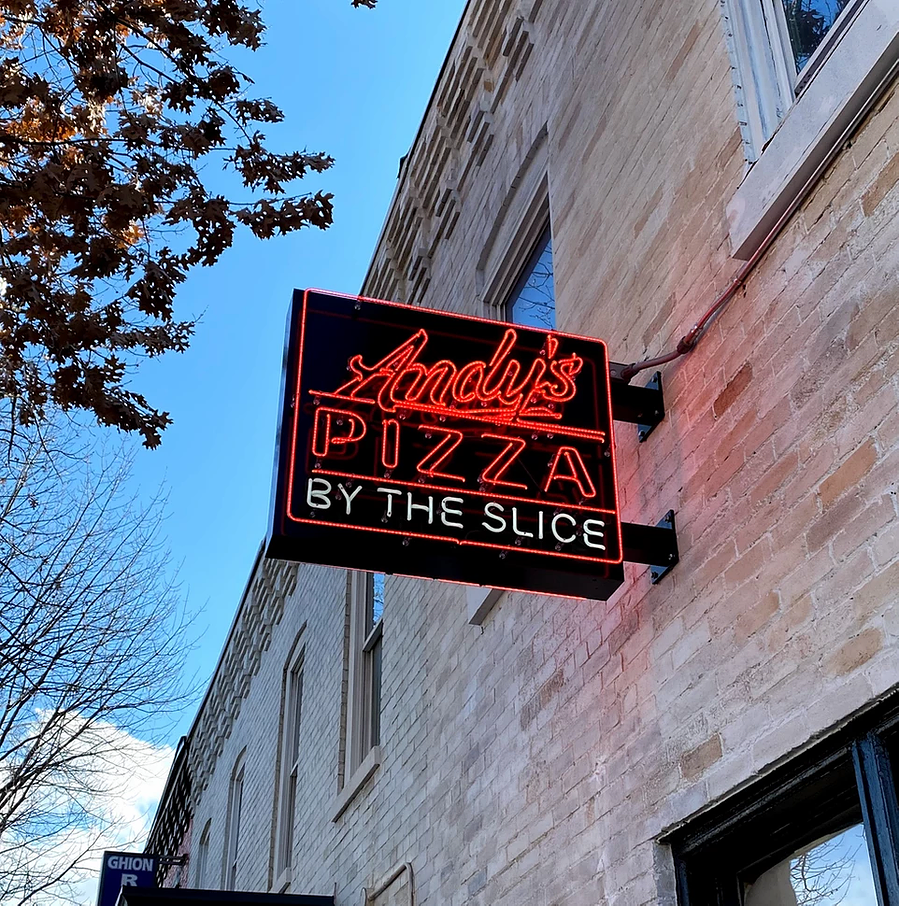 Andy's
PIZZA
BY THE SLICE
GHION
R